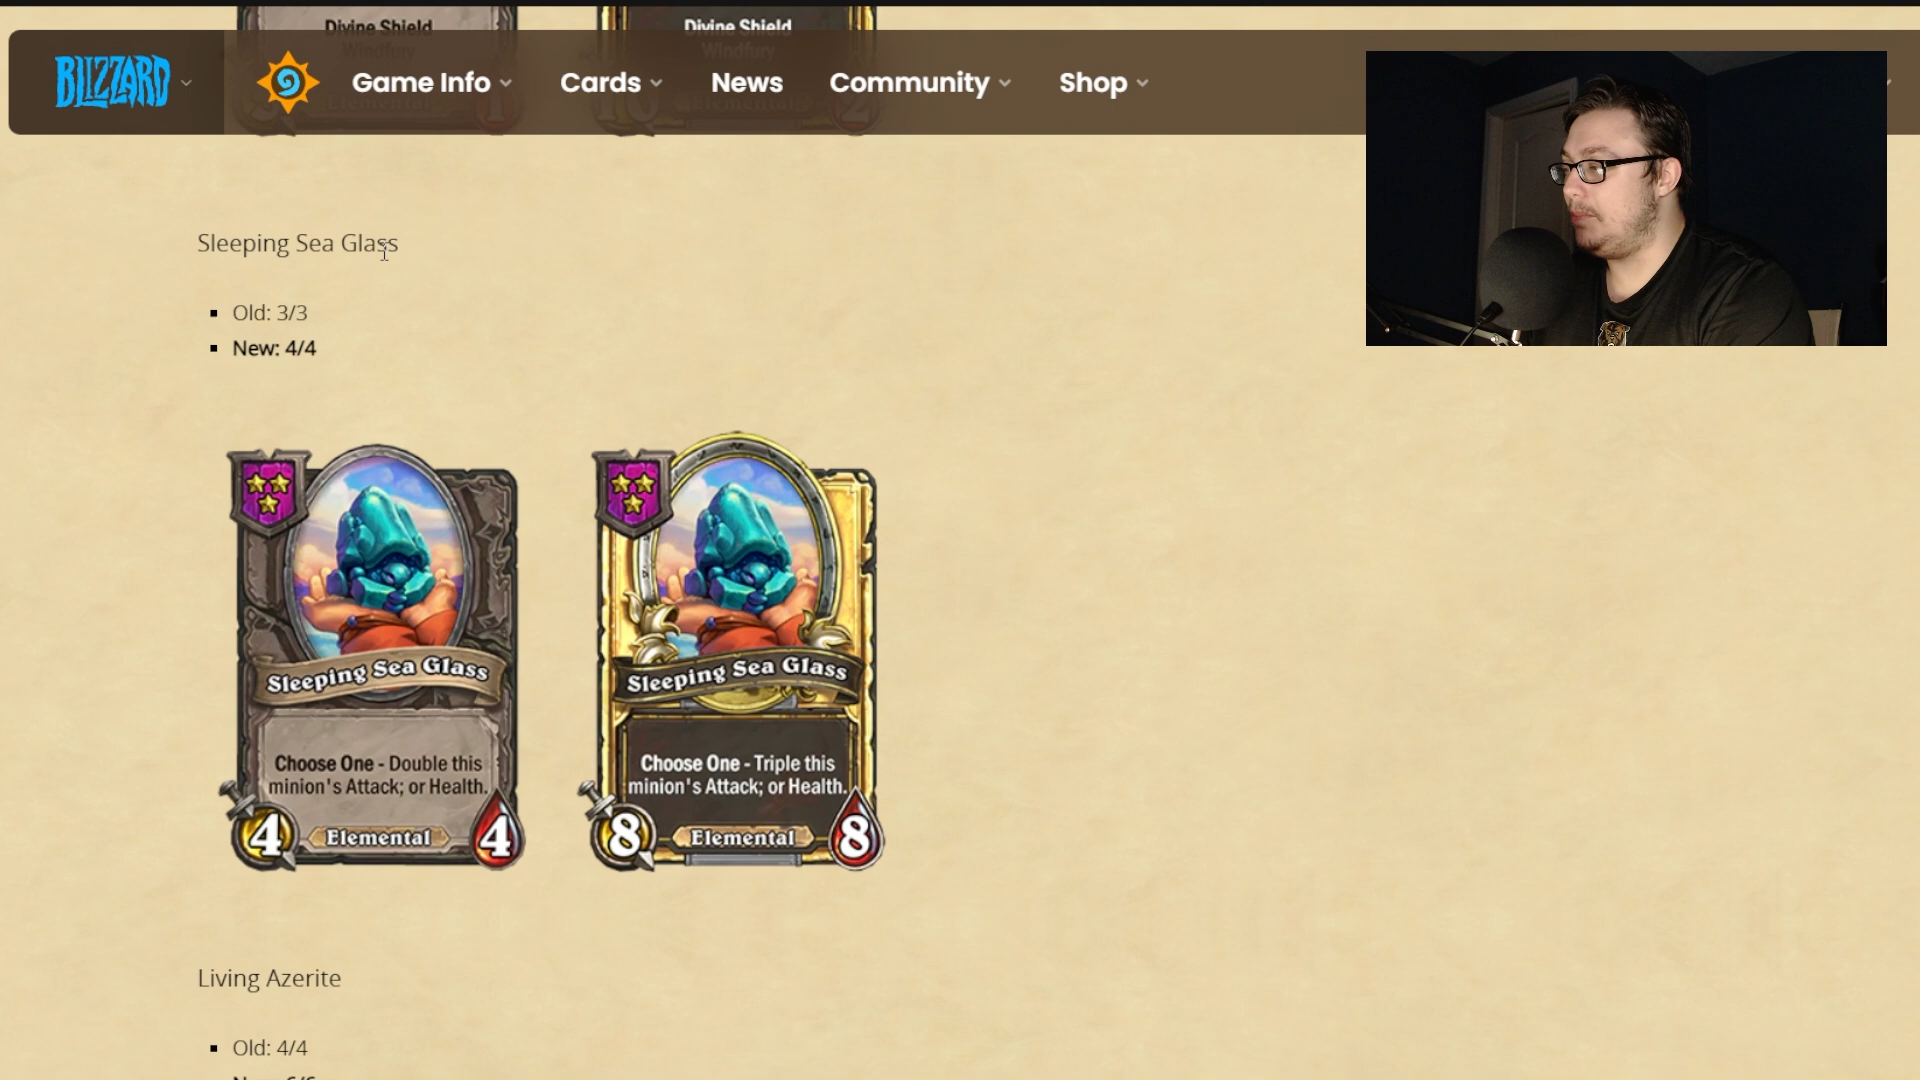 Divine Shield
Divine Shield
Windfury
Windfury
BLIZZARD
Game Info
Cards
News
Community
Shop
Sleeping Sea Glass
Old: 3/3
New: 4/4
Sleeping Sea Glass
Choose One - Double this
minion's Attack; or Health.
4
Elemental
4
Sleeping Sea Glass
Choose One - Triple this
minion's Attack; or Health.
8
Elemental
8
Living Azerite
Old: 4/4